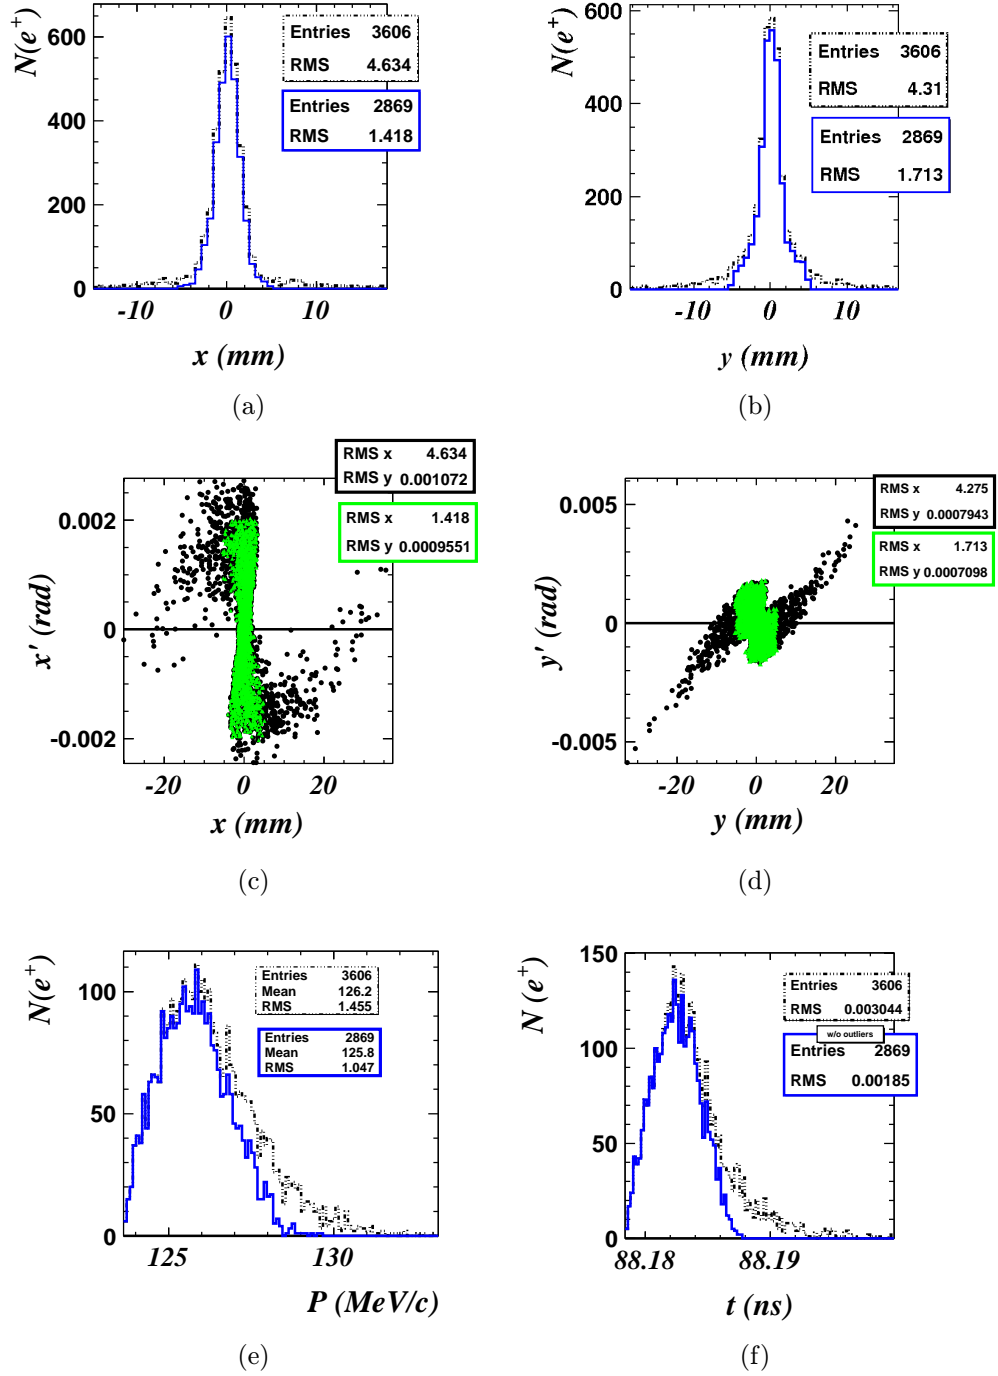 N(e+)
Entries 3606
RMS 4.634
Entries 2869
RMS 1.418
600
400
200
0
-10 0 10
x (mm)
(a)
N(e+)
Entries 3606
RMS 4.31
Entries 2869
RMS 1.713
600
400
200
0
-10 0 10
y (mm)
(b)
RMS x 4.634
RMS y 0.001072
RMS x 1.418
RMS y 0.0009551
x' (rad)
0.002
0
-0.002
-20 0 20
x (mm)
(c)
RMS x 4.275
RMS y 0.0007943
RMS x 1.713
RMS y 0.0007098
y' (rad)
0.005
0
-0.005
-20 0 20
y (mm)
(d)
N(e+)
Entries 3606
Mean 126.2
RMS 1.455
Entries 2869
Mean 125.8
RMS 1.047
100
50
0
125 130
P (MeV/c)
(e)
N (e+)
Entries 3606
RMS 0.003044
w/o outliers
Entries 2869
RMS 0.00185
150
100
50
0
88.18 88.19
t (ns)
(f)